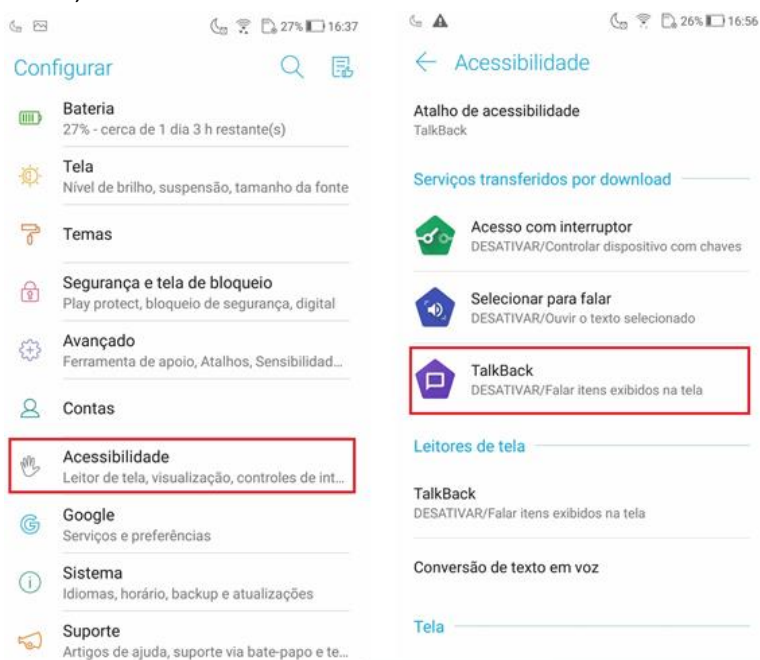 27% 16:37
Configurar
Bateria
27% - cerca de 1 dia 3 h restante(s)
Tela
Nível de brilho, suspensão, tamanho da fonte
Temas
Segurança e tela de bloqueio
Play protect, bloqueio de segurança, digital
Avançado
Ferramenta de apoio, Atalhos, Sensibilidad...
Contas
Acessibilidade
Leitor de tela, visualização, controles de int...
Google
Serviços e preferências
Sistema
Idiomas, horário, backup e atualizações
Suporte
Artigos de ajuda, suporte via bate-papo e te...
26% 16:56
Acessibilidade
Atalho de acessibilidade
TalkBack
Serviços transferidos por download
Acesso com interruptor
DESATIVAR/Controlar dispositivo com chaves
Selecionar para falar
DESATIVAR/Ouvir o texto selecionado
TalkBack
DESATIVAR/Falar itens exibidos na tela
Leitores de tela
TalkBack
DESATIVAR/Falar itens exibidos na tela
Conversão de texto em voz
Tela